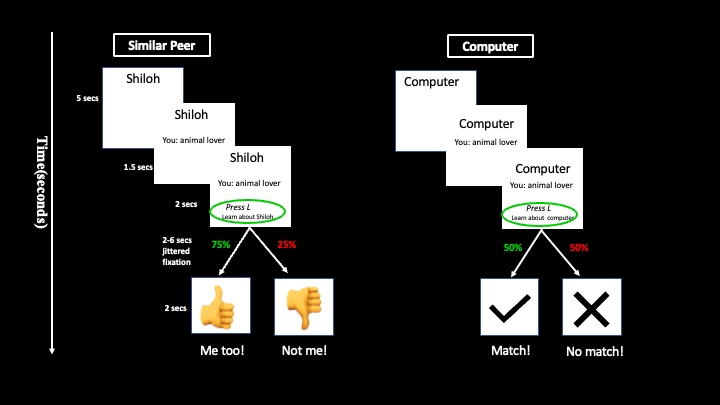 Time(seconds)
Similar Peer
Shiloh
5 secs
Shiloh
You: animal lover
1.5 secs
Shiloh
You: animal lover
2 secs
Press L
Learn about Shiloh
2-6 secs
jittered
fixation
75%
25%
2 secs
Me too!
Not me!
Computer
Computer
Computer
You: animal lover
Computer
You: animal lover
Press L
Learn about computer
50%
50%
Match!
No match!